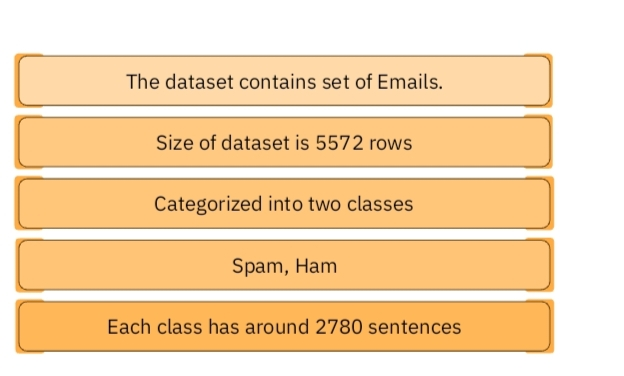 The dataset contains set of Emails.
Size of dataset is 5572 rows
Categorized into two classes
Spam, Ham
Each class has around 2780 sentences